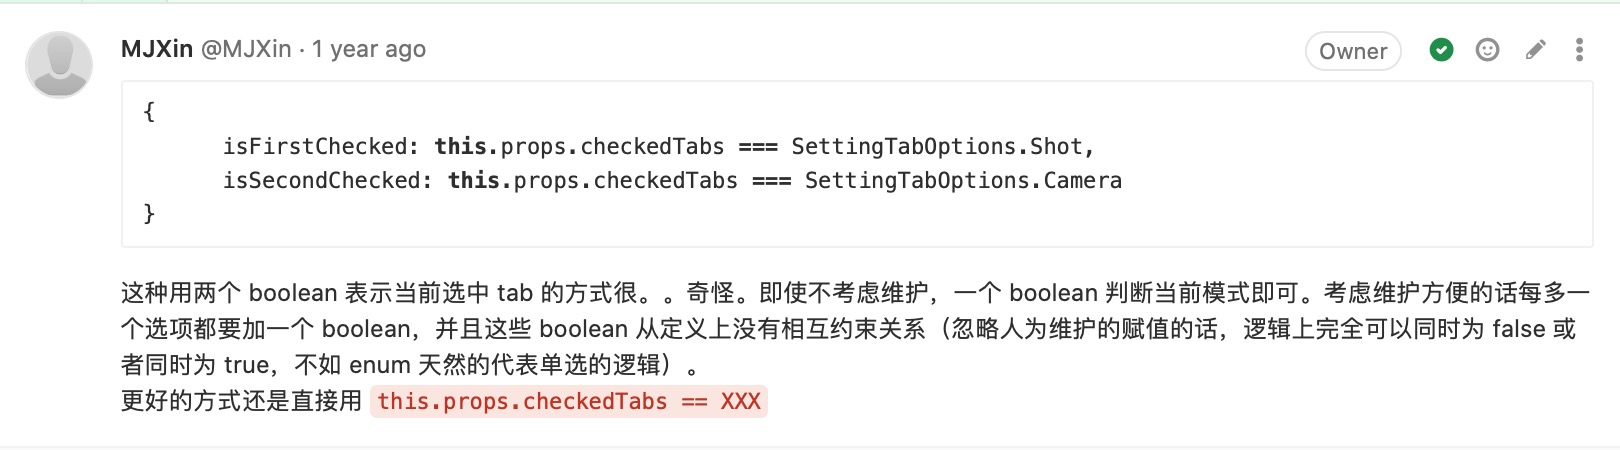 MJXin @MJXin · 1 year ago
Owner
{
isFirstChecked: this.props.checkedTabs === SettingTabOptions.Shot,
isSecondChecked: this.props.checkedTabs === SettingTabOptions.Camera
}
这种用两个 boolean 表示当前选中 tab 的方式很。。奇怪。即使不考虑维护，一个 boolean 判断当前模式即可。考虑维护方便的话每多一
个选项都要加一个 boolean，并且这些 boolean 从定义上没有相互约束关系（忽略人为维护的赋值的话，逻辑上完全可以同时为 false 或
者同时为 true，不如 enum 天然的代表单选的逻辑）。
更好的方式还是直接用 this.props.checkedTabs == XXX